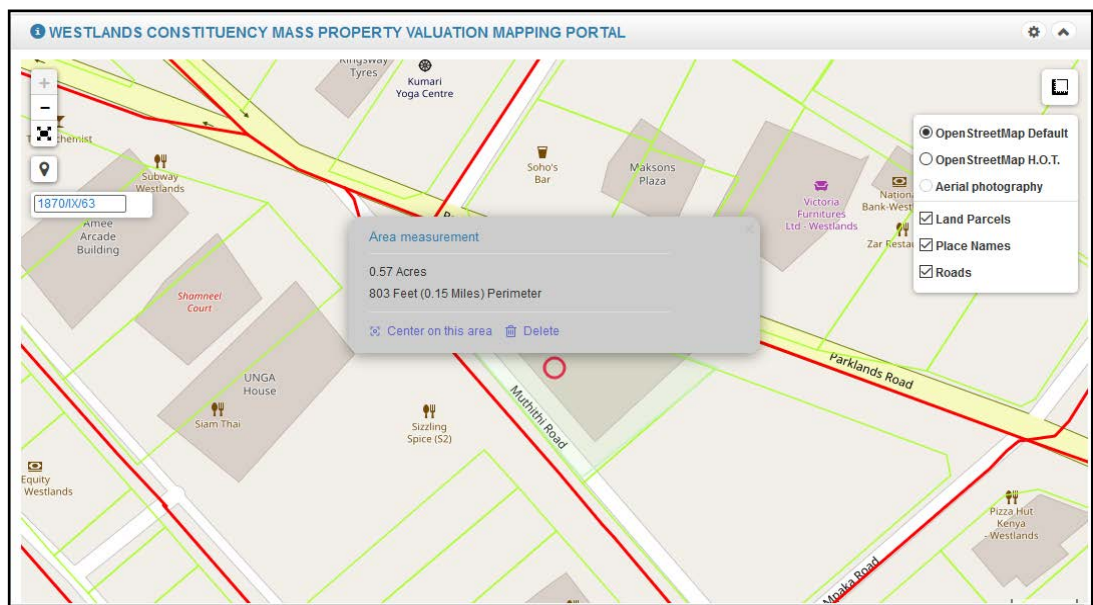 WESTLANDS CONSTITUENCY MASS PROPERTY VALUATION MAPPING PORTAL
Kingsway
Tyres
Kumari
Yoga Centre
+
−
Subway
Westlands
1870/IX/63
Amee
Arcade
Building
Soho's
Bar
Maksons
Plaza
Victoria
Furnitures
Ltd - Westlands
OpenStreetMap Default
OpenStreetMap H.O.T.
Aerial photography
Land Parcels
Place Names
Roads
Area measurement
0.57 Acres
803 Feet (0.15 Miles) Perimeter
Center on this area
Delete
Shamneel
Court
UNGA
House
Siam Thai
Sizzling
Spice (S2)
Muthithi Road
Parklands Road
Equity
Westlands
Pizza Hut
Kenya
- Westlands
Mpaka Road